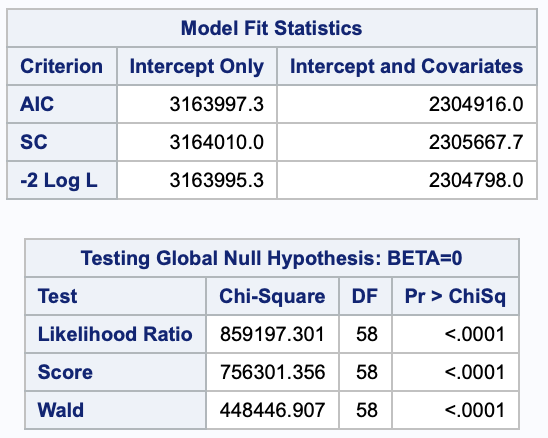 Model Fit Statistics
Criterion Intercept Only Intercept and Covariates
AIC 3163997.3 2304916.0
SC 3164010.0 2305667.7
-2 Log L 3163995.3 2304798.0
Testing Global Null Hypothesis: BETA=0
Test Chi-Square DF Pr > ChiSq
Likelihood Ratio 859197.301 58 <.0001
Score 756301.356 58 <.0001
Wald 448446.907 58 <.0001